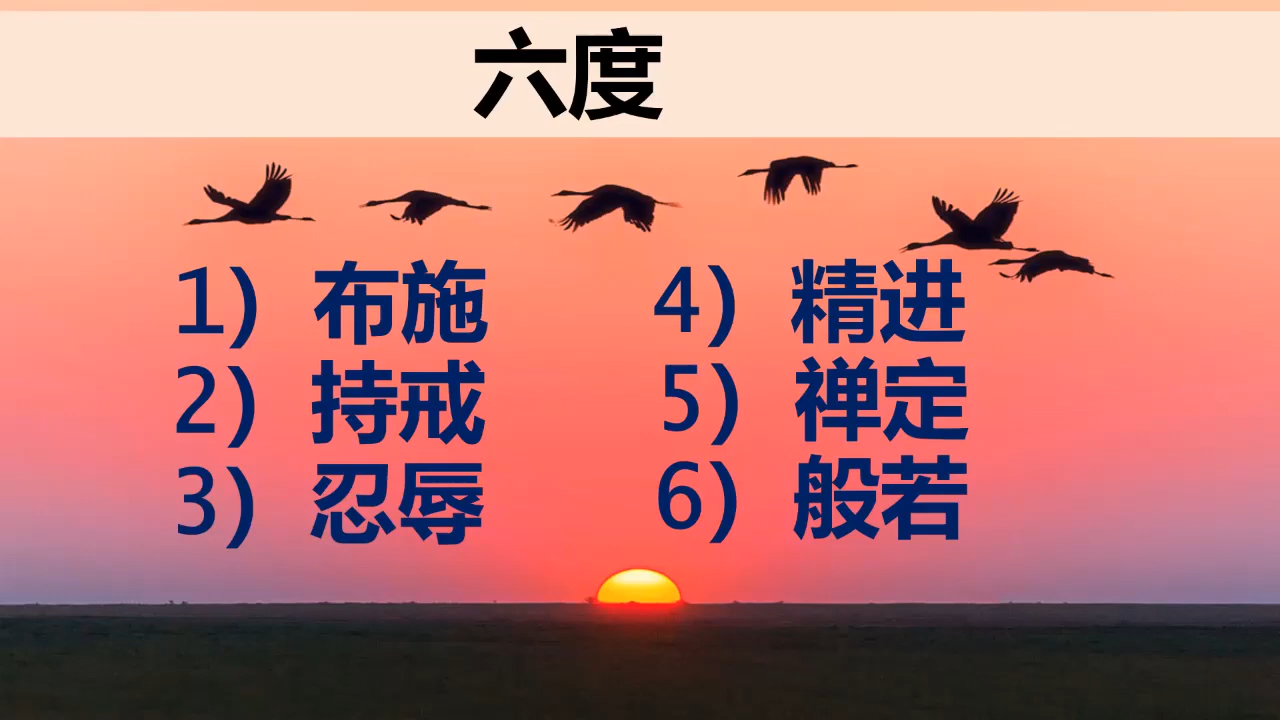 六度
1) 布施
2) 持戒
3) 忍辱
4) 精进
5) 禅定
6) 般若